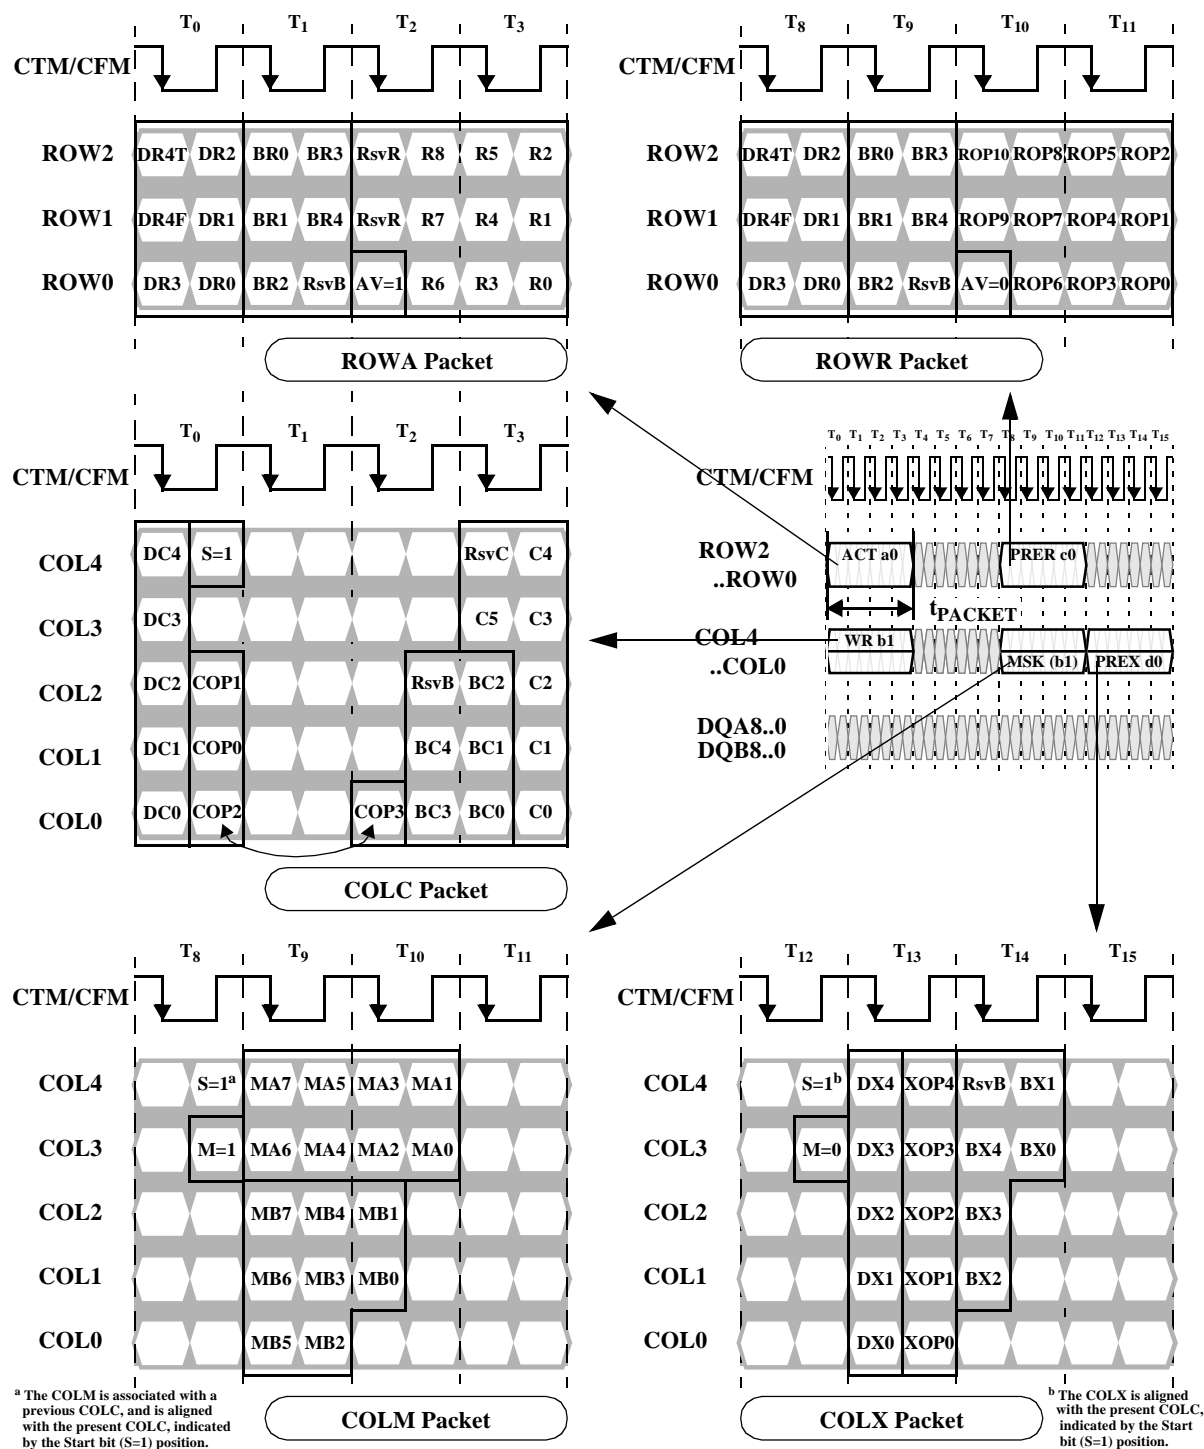 T0 T1 T2 T3
CTM/CFM
ROW2 DR4T DR2 BR0 BR3 RsvR R8 R5 R2
ROW1 DR4F DR1 BR1 BR4 RsvR R7 R4 R1
ROW0 DR3 DR0 BR2 RsvB AV=1 R6 R3 R0
ROWA Packet
T8 T9 T10 T11
CTM/CFM
ROW2 DR4T DR2 BR0 BR3 ROP10 ROP8 ROP5 ROP2
ROW1 DR4F DR1 BR1 BR4 ROP9 ROP7 ROP4 ROP1
ROW0 DR3 DR0 BR2 RsvB AV=0 ROP6 ROP3 ROP0
ROWR Packet
T0 T1 T2 T3
CTM/CFM
COL4 DC4 S=1 RsvC C4
COL3 DC3 C5 C3
COL2 DC2 COP1 RsvB BC2 C2
COL1 DC1 COP0 BC4 BC1 C1
COL0 DC0 COP2 COP3 BC3 BC0 C0
COLC Packet
T0 T1 T2 T3 T4 T5 T6 T7 T8 T9 T10 T11 T12 T13 T14 T15
CTM/CFM
ROW2 ACT a0 PRER c0
..ROW0
tPACKET
COL4 WR b1
..COL0 MSK (b1) PREX d0
DQA8..0
DQB8..0
T8 T9 T10 T11
CTM/CFM
COL4 S=1a MA7 MA5 MA3 MA1
COL3 M=1 MA6 MA4 MA2 MA0
COL2 MB7 MB4 MB1
COL1 MB6 MB3 MB0
COL0 MB5 MB2
COLM Packet
a The COLM is associated with a
previous COLC, and is aligned
with the present COLC, indicated
by the Start bit (S=1) position.
T12 T13 T14 T15
CTM/CFM
COL4 S=1b DX4 XOP4 RsvB BX1
COL3 M=0 DX3 XOP3 BX4 BX0
COL2 DX2 XOP2 BX3
COL1 DX1 XOP1 BX2
COL0 DX0 XOP0
COLX Packet
b The COLX is aligned
with the present COLC,
indicated by the Start
bit (S=1) position.